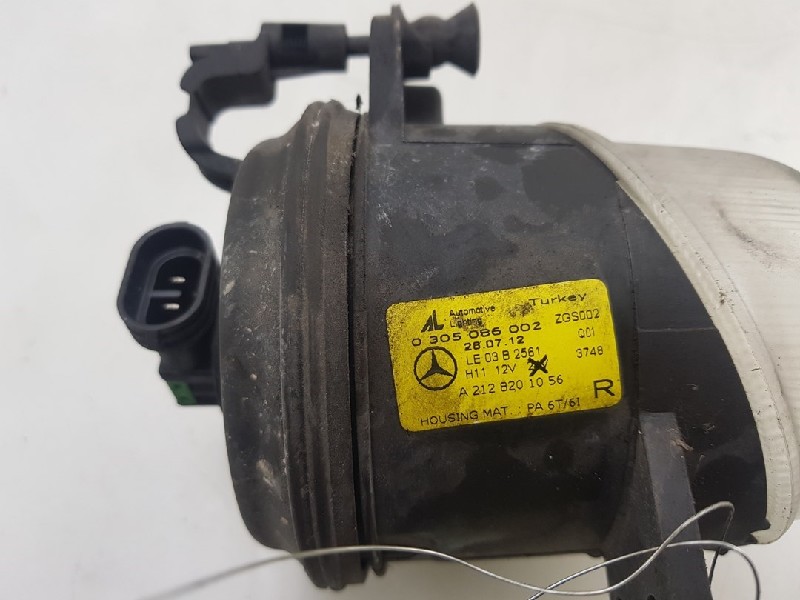 AL Automotive Lighting Turkey
0 305 086 002 ZGS002
28.07.12 Q01
LE 03 B 2561 3748
H11 12V
A 212 820 10 56 R
HOUSING MAT.: PA 6T/6I